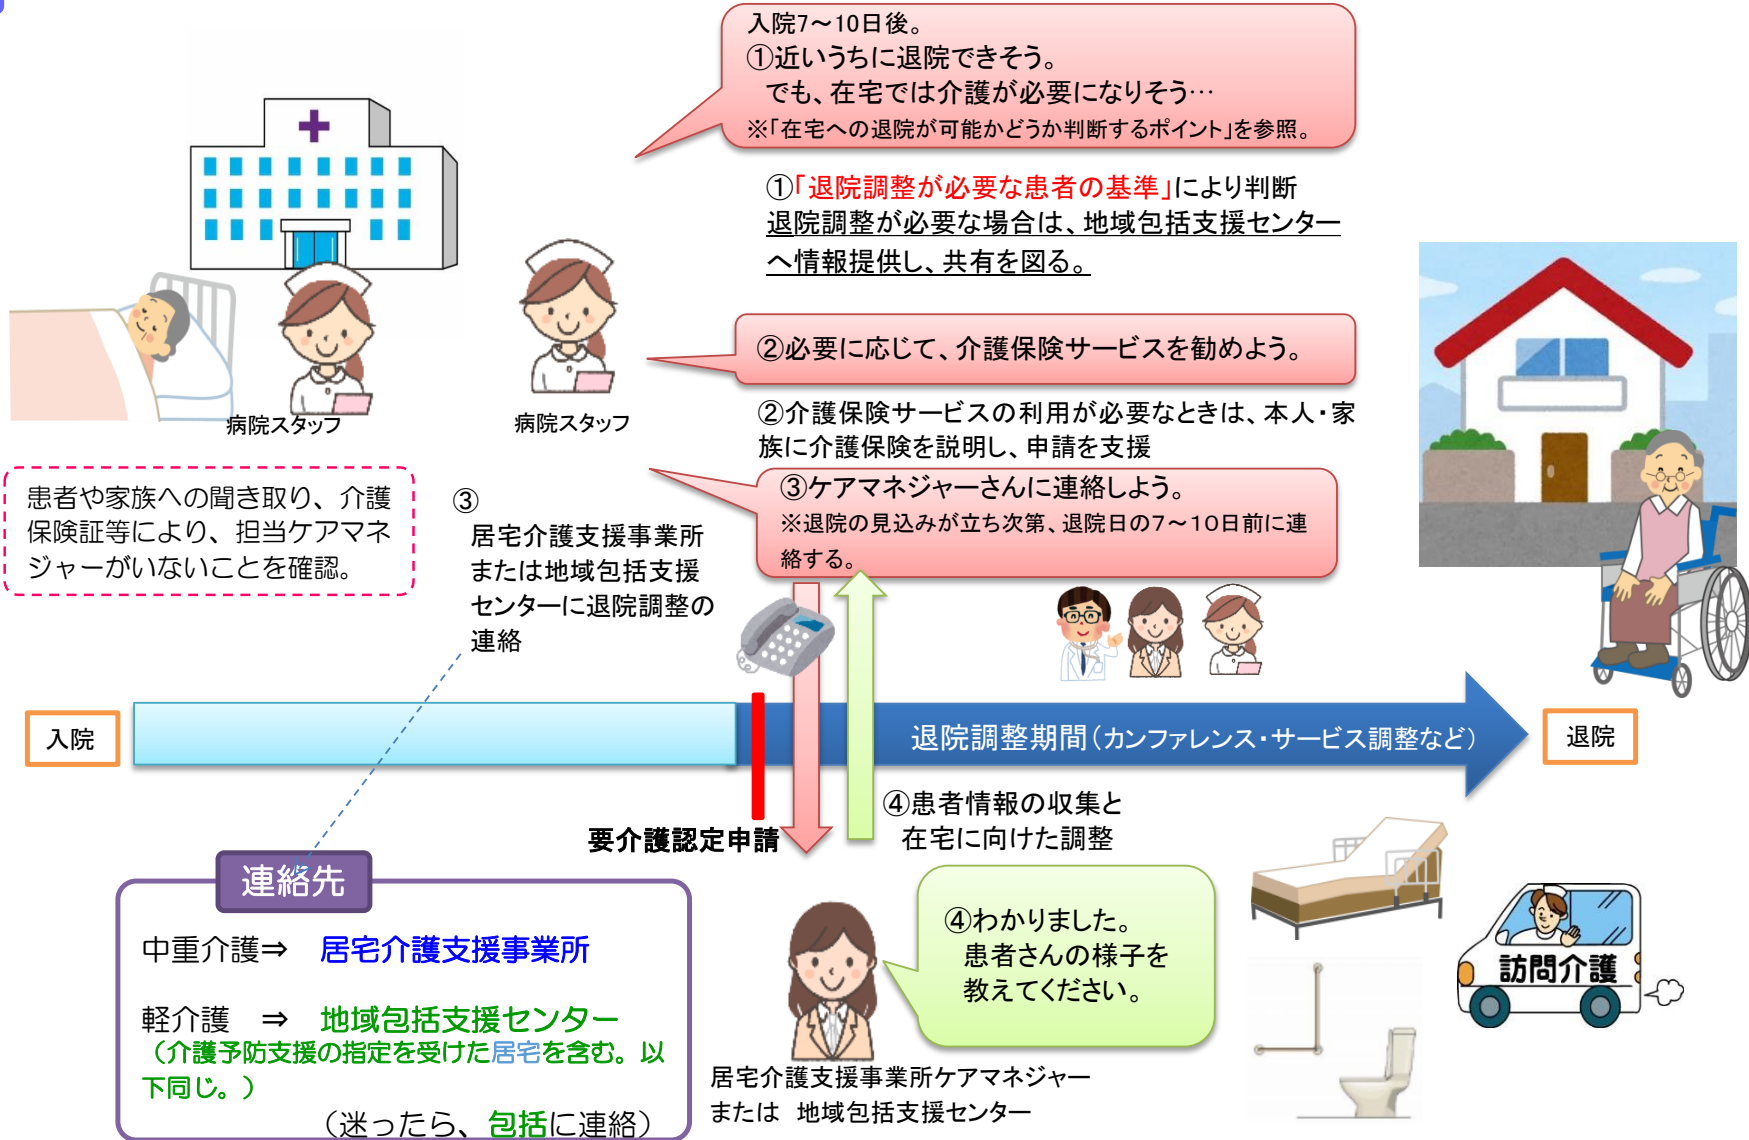 入院7～10日後。
①近いうちに退院できそう。
でも、在宅では介護が必要になりそう…
※「在宅への退院が可能かどうか判断するポイント」を参照。
①「退院調整が必要な患者の基準」により判断
退院調整が必要な場合は、地域包括支援センター
へ情報提供し、共有を図る。
②必要に応じて、介護保険サービスを勧めよう。
病院スタッフ
病院スタッフ
②介護保険サービスの利用が必要なときは、本人・家
族に介護保険を説明し、申請を支援
患者や家族への聞き取り、介護
保険証等により、担当ケアマネ
ジャーがいないことを確認。
③
居宅介護支援事業所
または地域包括支援
センターに退院調整の
連絡
③ケアマネジャーさんに連絡しよう。
※退院の見込みが立ち次第、退院日の7～10日前に連
絡する。
入院
退院調整期間（カンファレンス・サービス調整など）
退院
要介護認定申請
④患者情報の収集と
在宅に向けた調整
連絡先
中重介護⇒ 居宅介護支援事業所
軽介護 ⇒ 地域包括支援センター
（介護予防支援の指定を受けた居宅を含む。以
下同じ。）
（迷ったら、包括に連絡）
④わかりました。
患者さんの様子を
教えてください。
居宅介護支援事業所ケアマネジャー
または 地域包括支援センター
訪問介護